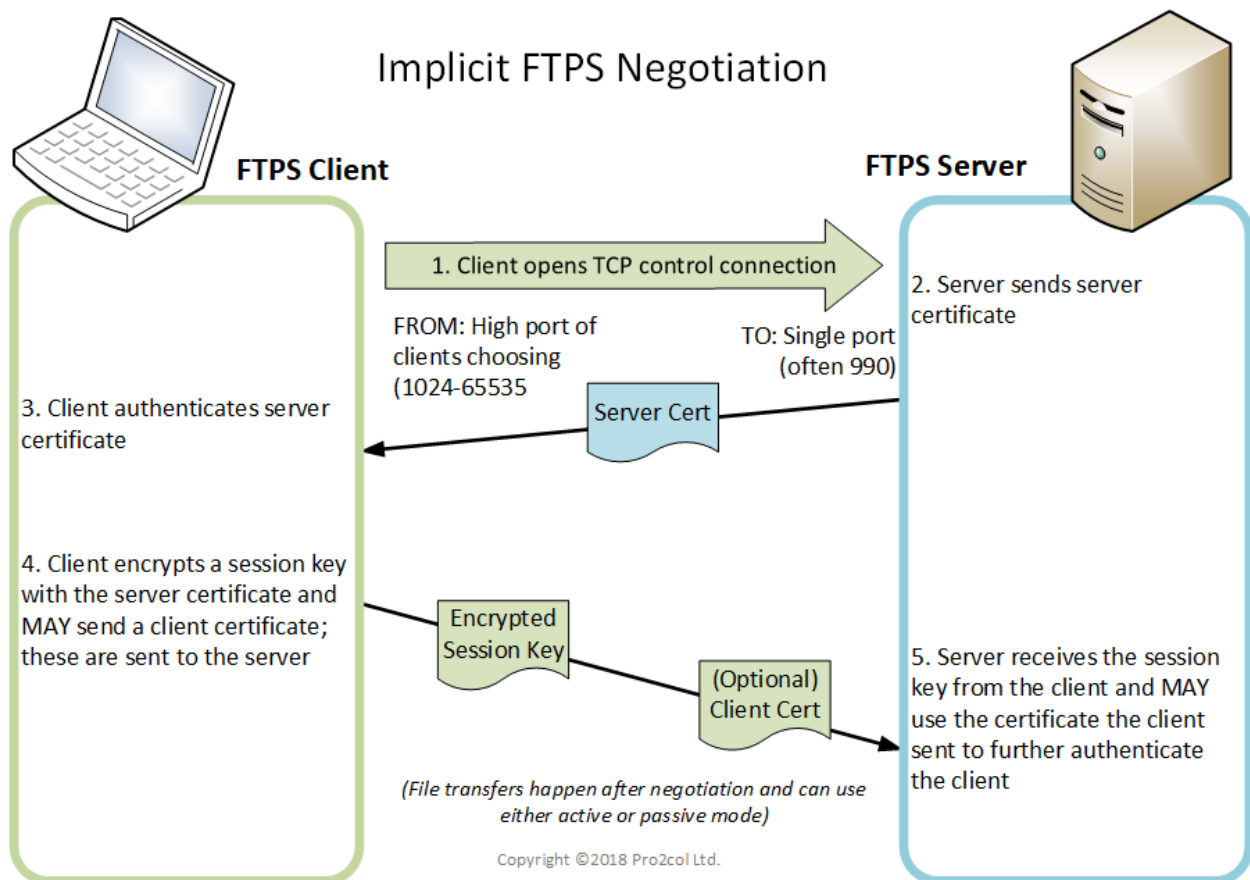 Implicit FTPS Negotiation
FTPS Client
FTPS Server
1. Client opens TCP control connection
FROM: High port of
clients choosing
(1024-65535
TO: Single port
(often 990)
2. Server sends server
certificate
Server Cert
3. Client authenticates server
certificate
4. Client encrypts a session key
with the server certificate and
MAY send a client certificate;
these are sent to the server
Encrypted
Session Key
(Optional)
Client Cert
5. Server receives the session
key from the client and MAY
use the certificate the client
sent to further authenticate
the client
(File transfers happen after negotiation and can use
either active or passive mode)
Copyright ©2018 Pro2col Ltd.